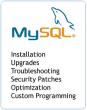 MySQL®
Installation
Upgrades
Troubleshooting
Security Patches
Optimization
Custom Programming